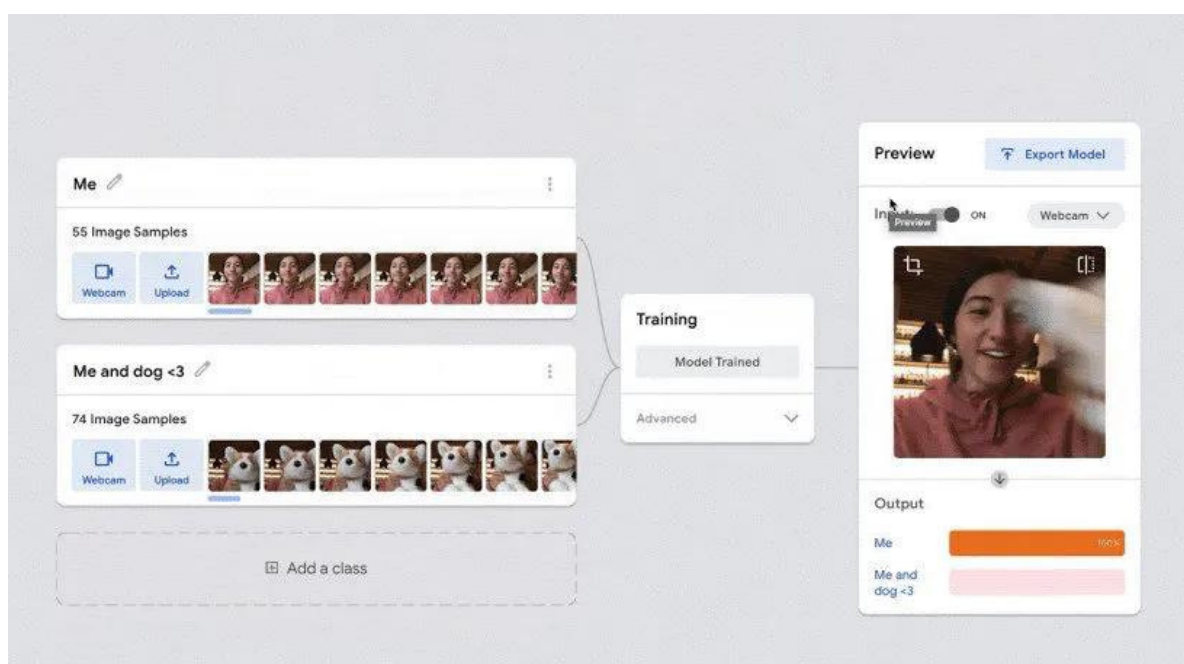 Me
55 Image Samples
Webcam
Upload
Me and dog <3
74 Image Samples
Webcam
Upload
Add a class
Training
Model Trained
Advanced
Preview
Export Model
Preview
ON
Webcam
Output
Me
100%
Me and
dog <3